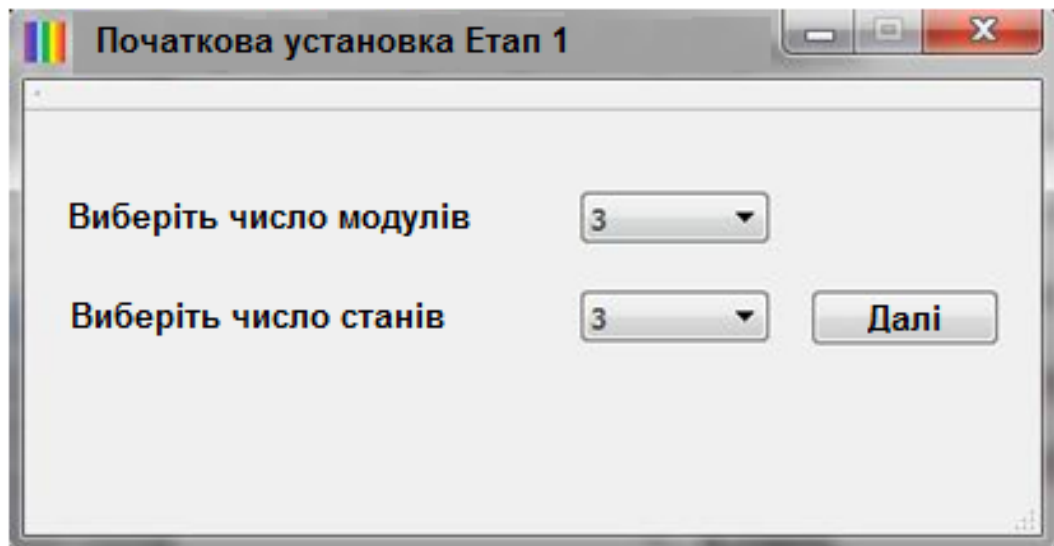 Початкова установка Етап 1
Виберіть число модулів 3
Виберіть число станів 3 Далі